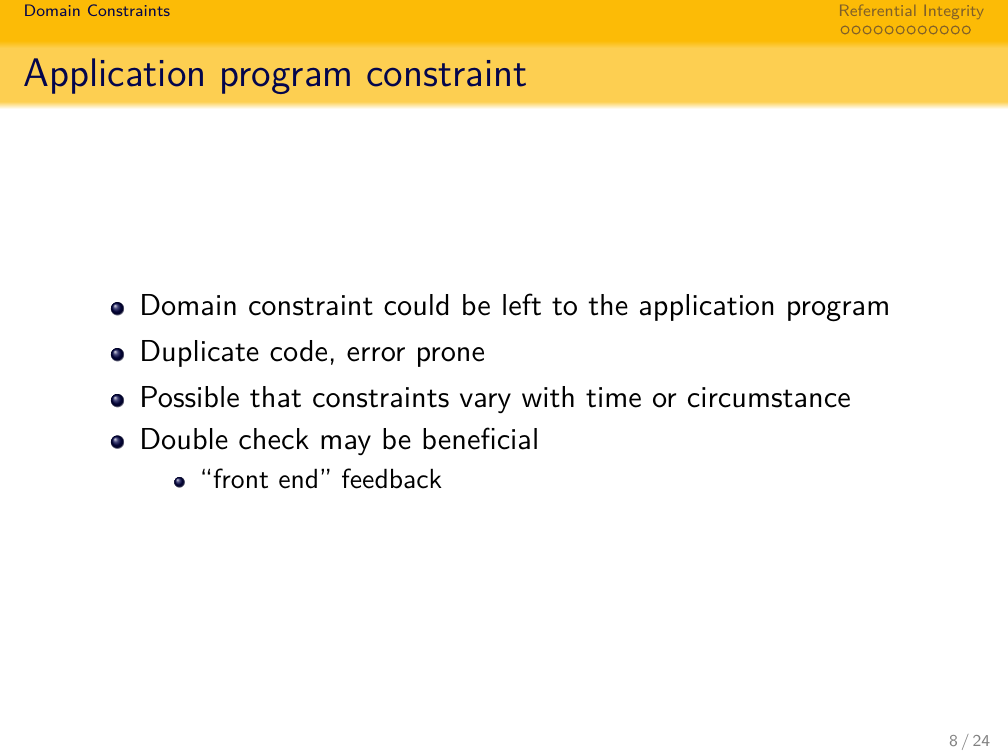 Domain Constraints
Referential Integrity
Application program constraint
Domain constraint could be left to the application program
Duplicate code, error prone
Possible that constraints vary with time or circumstance
Double check may be beneficial
“front end” feedback
8 / 24